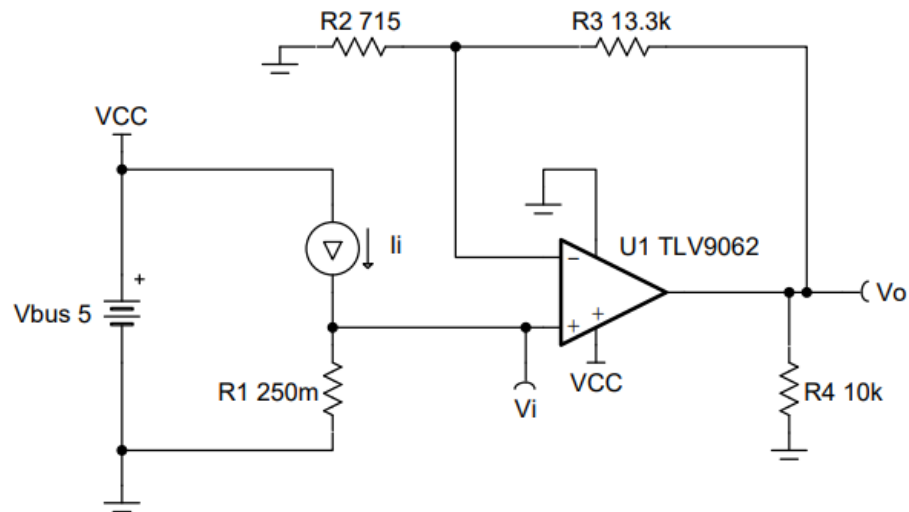 R2 715
R3 13.3k
VCC
Ii
U1 TLV9062
+
Vbus 5
−
+
+
Vo
R1 250m
Vi
VCC
R4 10k